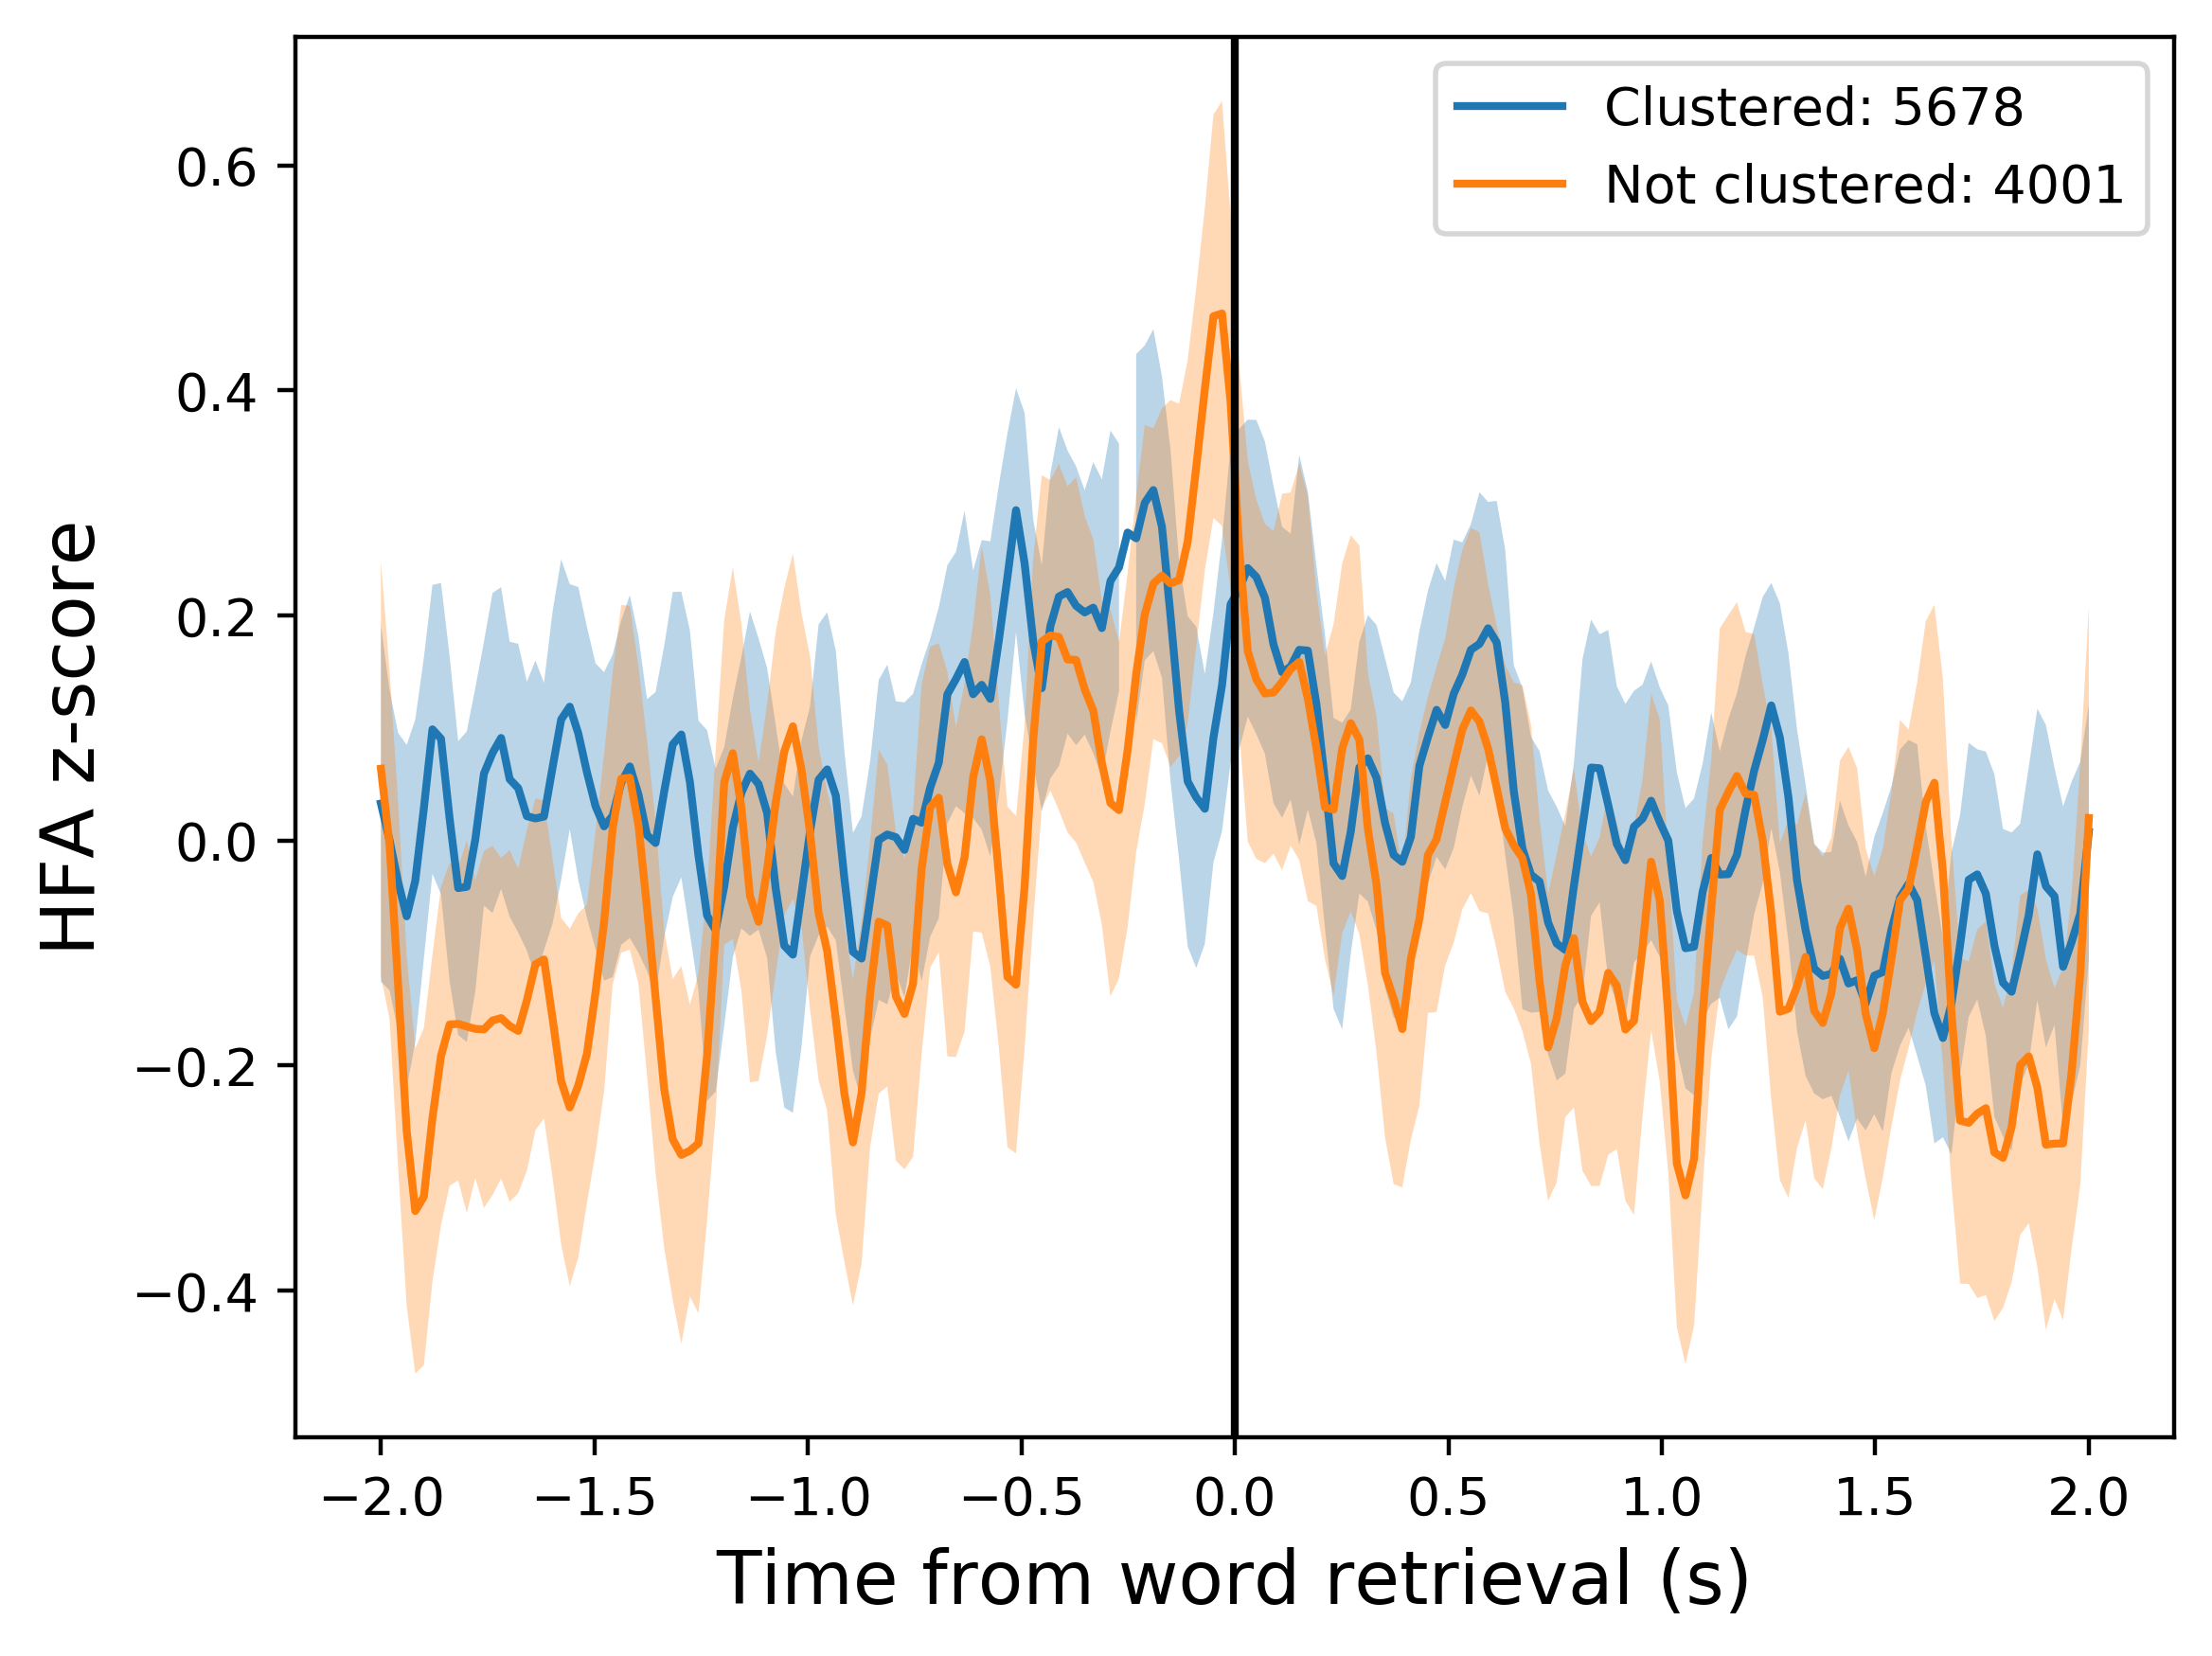 Clustered: 5678
Not clustered: 4001
HFA z-score
0.6
0.4
0.2
0.0
−0.2
−0.4
−2.0 −1.5 −1.0 −0.5 0.0 0.5 1.0 1.5 2.0
Time from word retrieval (s)